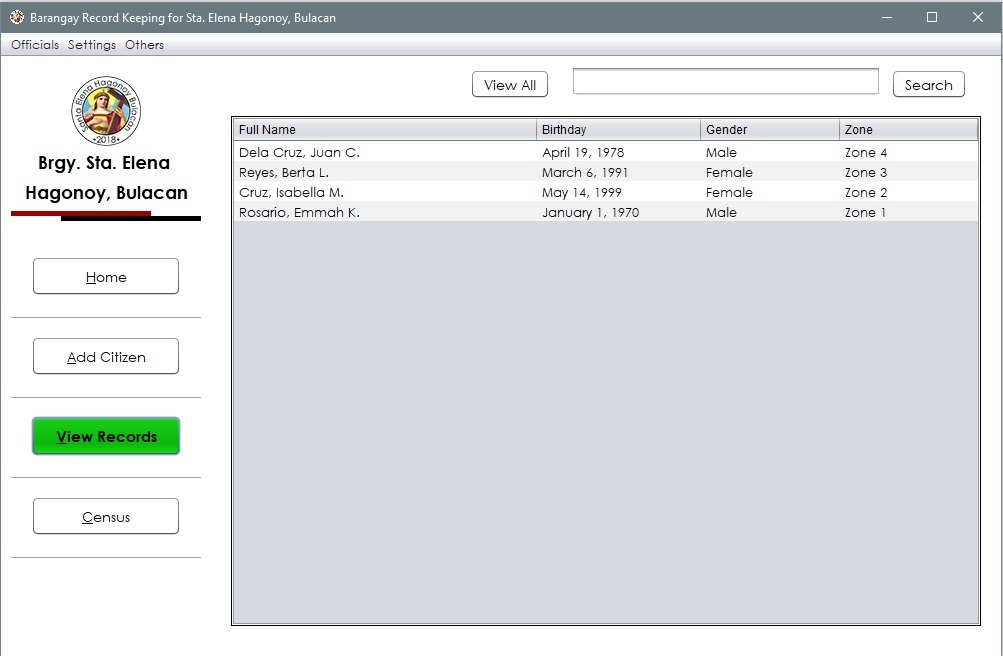 Barangay Record Keeping for Sta. Elena Hagonoy, Bulacan
Officials Settings Others
Santa Elena Hagonoy Bulacan
•2018•
Brgy. Sta. Elena
Hagonoy, Bulacan
Home
Add Citizen
View Records
Census
View All Search
Full Name Birthday Gender Zone
Dela Cruz, Juan C. April 19, 1978 Male Zone 4
Reyes, Berta L. March 6, 1991 Female Zone 3
Cruz, Isabella M. May 14, 1999 Female Zone 2
Rosario, Emmah K. January 1, 1970 Male Zone 1